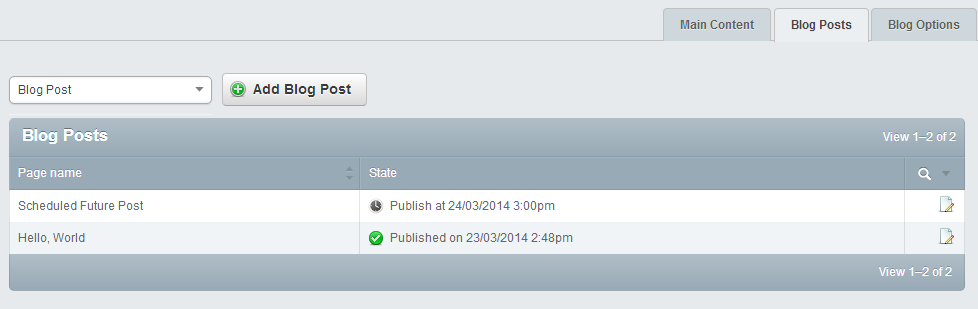 Main Content Blog Posts Blog Options
Blog Post Add Blog Post
Blog Posts View 1–2 of 2
Page name State
Scheduled Future Post Publish at 24/03/2014 3:00pm
Hello, World Published on 23/03/2014 2:48pm
View 1–2 of 2